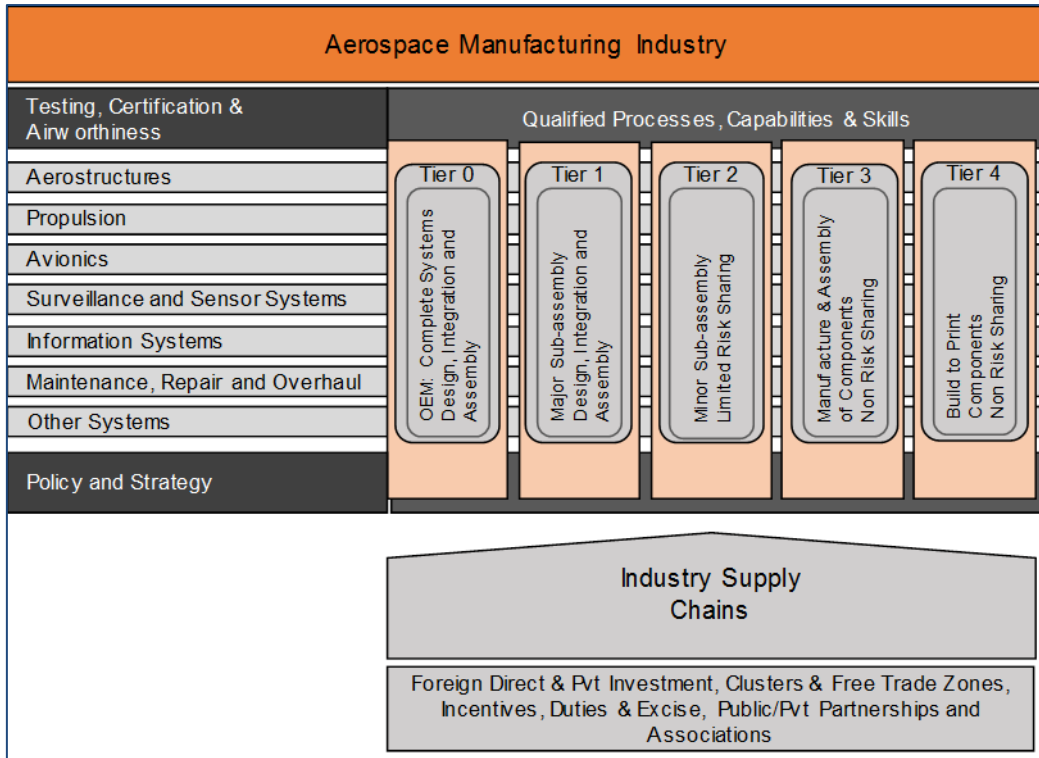 Aerospace Manufacturing Industry
Testing, Certification &
Airworthiness
Qualified Processes, Capabilities & Skills
Aerostructures
Propulsion
Avionics
Surveillance and Sensor Systems
Information Systems
Maintenance, Repair and Overhaul
Other Systems
Policy and Strategy
Tier 0
OEM: Complete Systems
Design, Integration and
Assembly
Tier 1
Major Sub-assembly
Design, Integration and
Assembly
Tier 2
Minor Sub-assembly
Limited Risk Sharing
Tier 3
Manufacture & Assembly
of Components
Non Risk Sharing
Tier 4
Build to Print
Components
Non Risk Sharing
Industry Supply
Chains
Foreign Direct & Pvt Investment, Clusters & Free Trade Zones,
Incentives, Duties & Excise, Public/Pvt Partnerships and
Associations